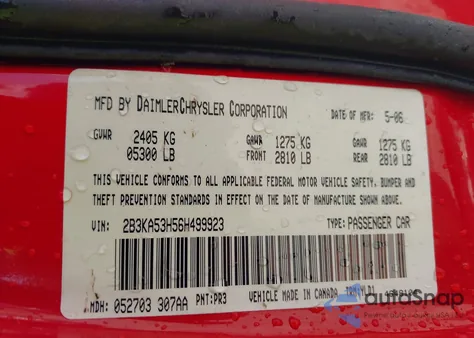 MFD BY DAIMLERCHRYSLER CORPORATION DATE OF MFR: 5-06
GVWR 2405 KG GAWR 1275 KG GAWR 1275 KG
05300 LB FRONT 2810 LB REAR 2810 LB
THIS VEHICLE CONFORMS TO ALL APPLICABLE FEDERAL MOTOR VEHICLE SAFETY, BUMPER AND
THEFT PREVENTION STANDARDS IN EFFECT ON THE DATE OF MANUFACTURE SHOWN ABOVE.
VIN: 2B3KA53H56H499923 TYPE: PASSENGER CAR
MDH: 052703 307AA PNT: PR3 VEHICLE MADE IN CANADA
autoSnap